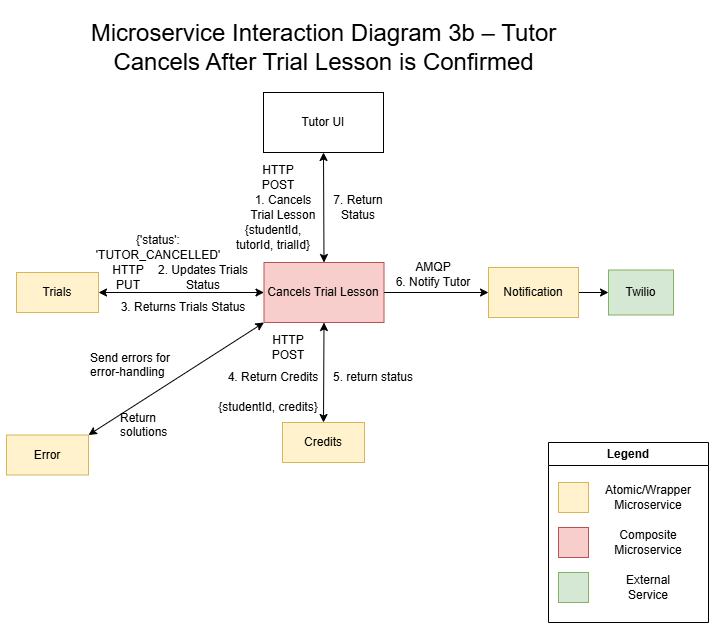 Microservice Interaction Diagram 3b – Tutor
Cancels After Trial Lesson is Confirmed
Tutor UI
HTTP
POST
1. Cancels
Trial Lesson
{studentId,
tutorId, trialId}
7. Return
Status
{'status':
'TUTOR_CANCELLED'
HTTP
PUT
2. Updates Trials
Status
3. Returns Trials Status
Trials
Cancels Trial Lesson
AMQP
6. Notify Tutor
Notification
Twilio
HTTP
POST
4. Return Credits
{studentId, credits}
5. return status
Send errors for
error-handling
Return
solutions
Error
Credits
Legend
Atomic/Wrapper
Microservice
Composite
Microservice
External
Service